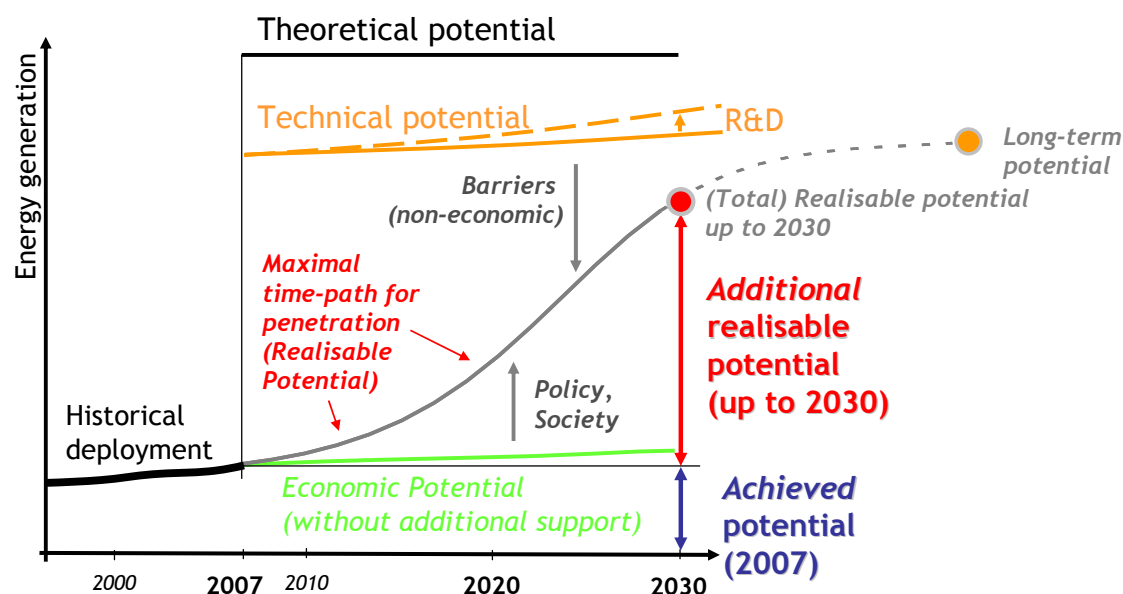 Theoretical potential
Energy generation
Technical potential
R&D
Long-term
potential
Barriers
(non-economic)
(Total) Realisable potential
up to 2030
Maximal
time-path for
penetration
(Realisable
Potential)
Additional
realisable
potential
(up to 2030)
Policy,
Society
Historical
deployment
Economic Potential
(without additional support)
Achieved
potential
(2007)
2000
2007
2010
2020
2030